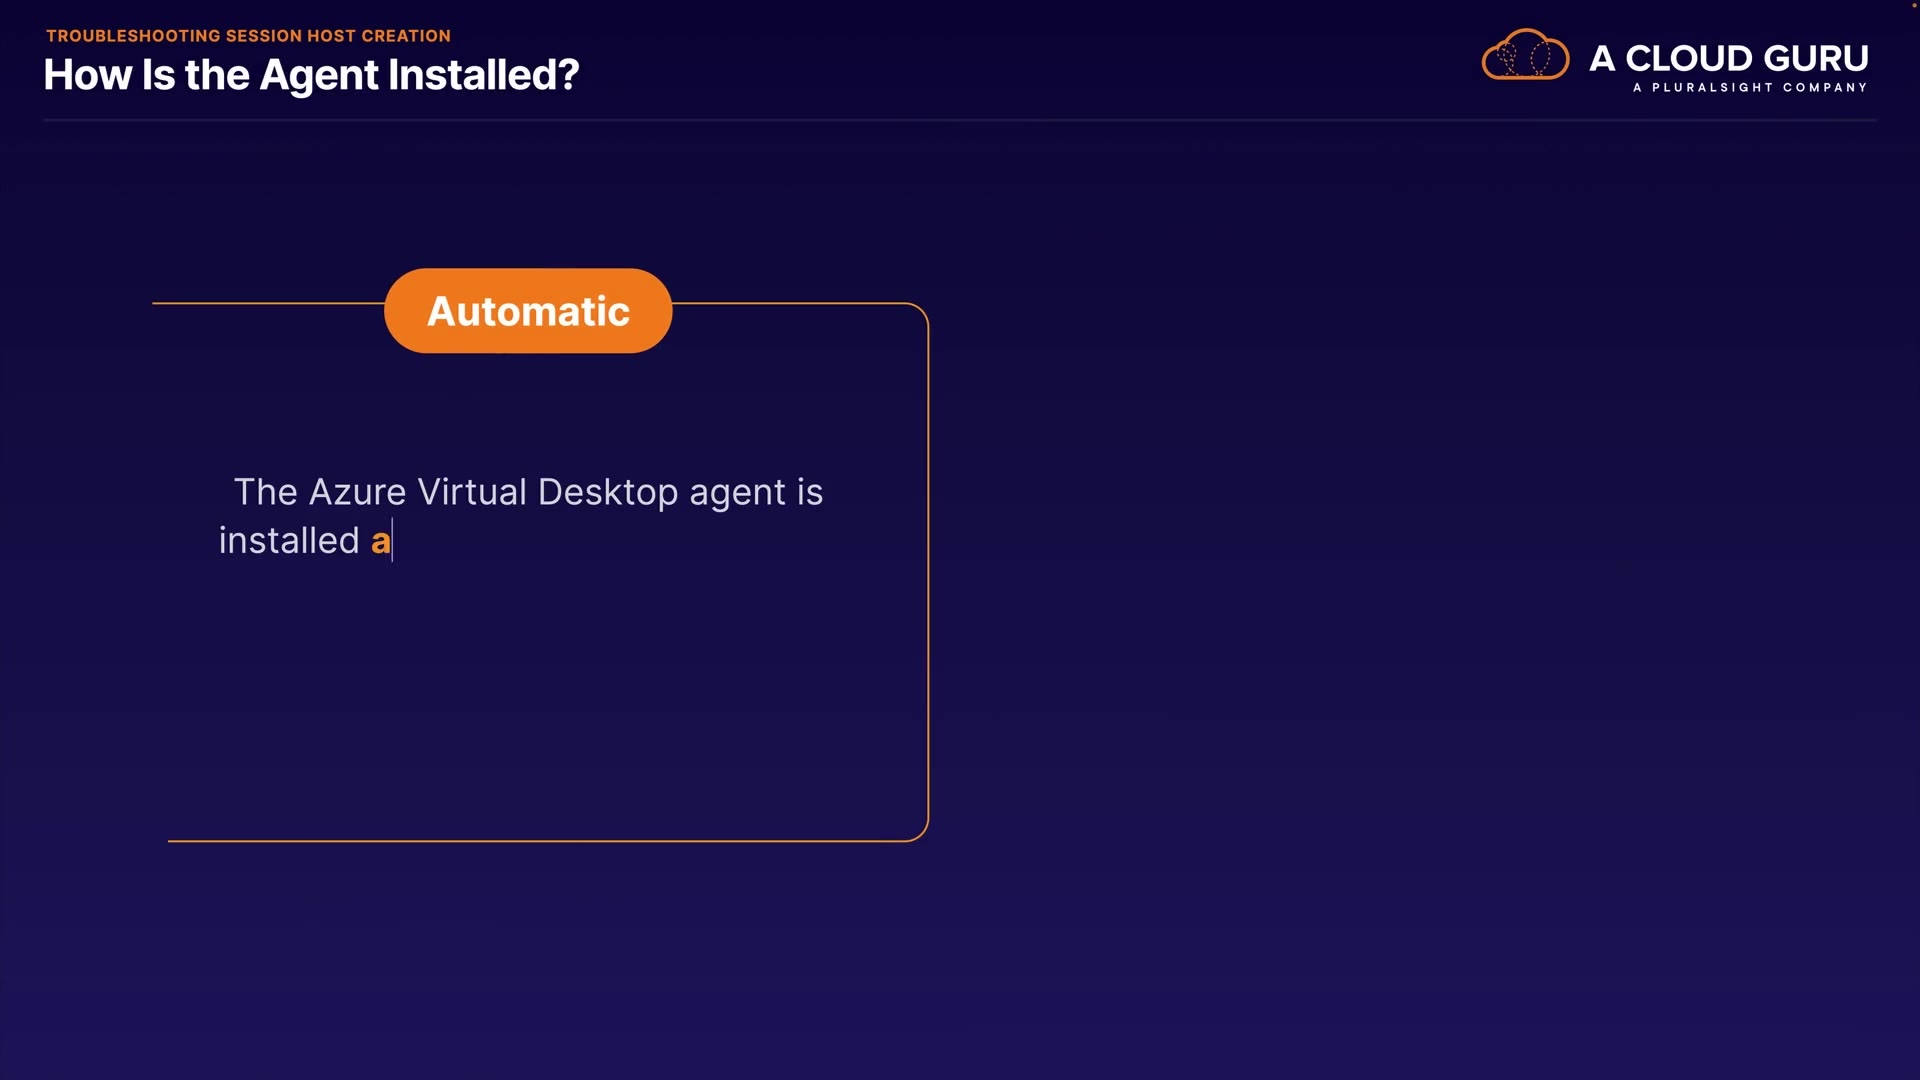 TROUBLESHOOTING SESSION HOST CREATION
How Is the Agent Installed?
A CLOUD GURU
A PLURALSIGHT COMPANY
Automatic
The Azure Virtual Desktop agent is
installed a